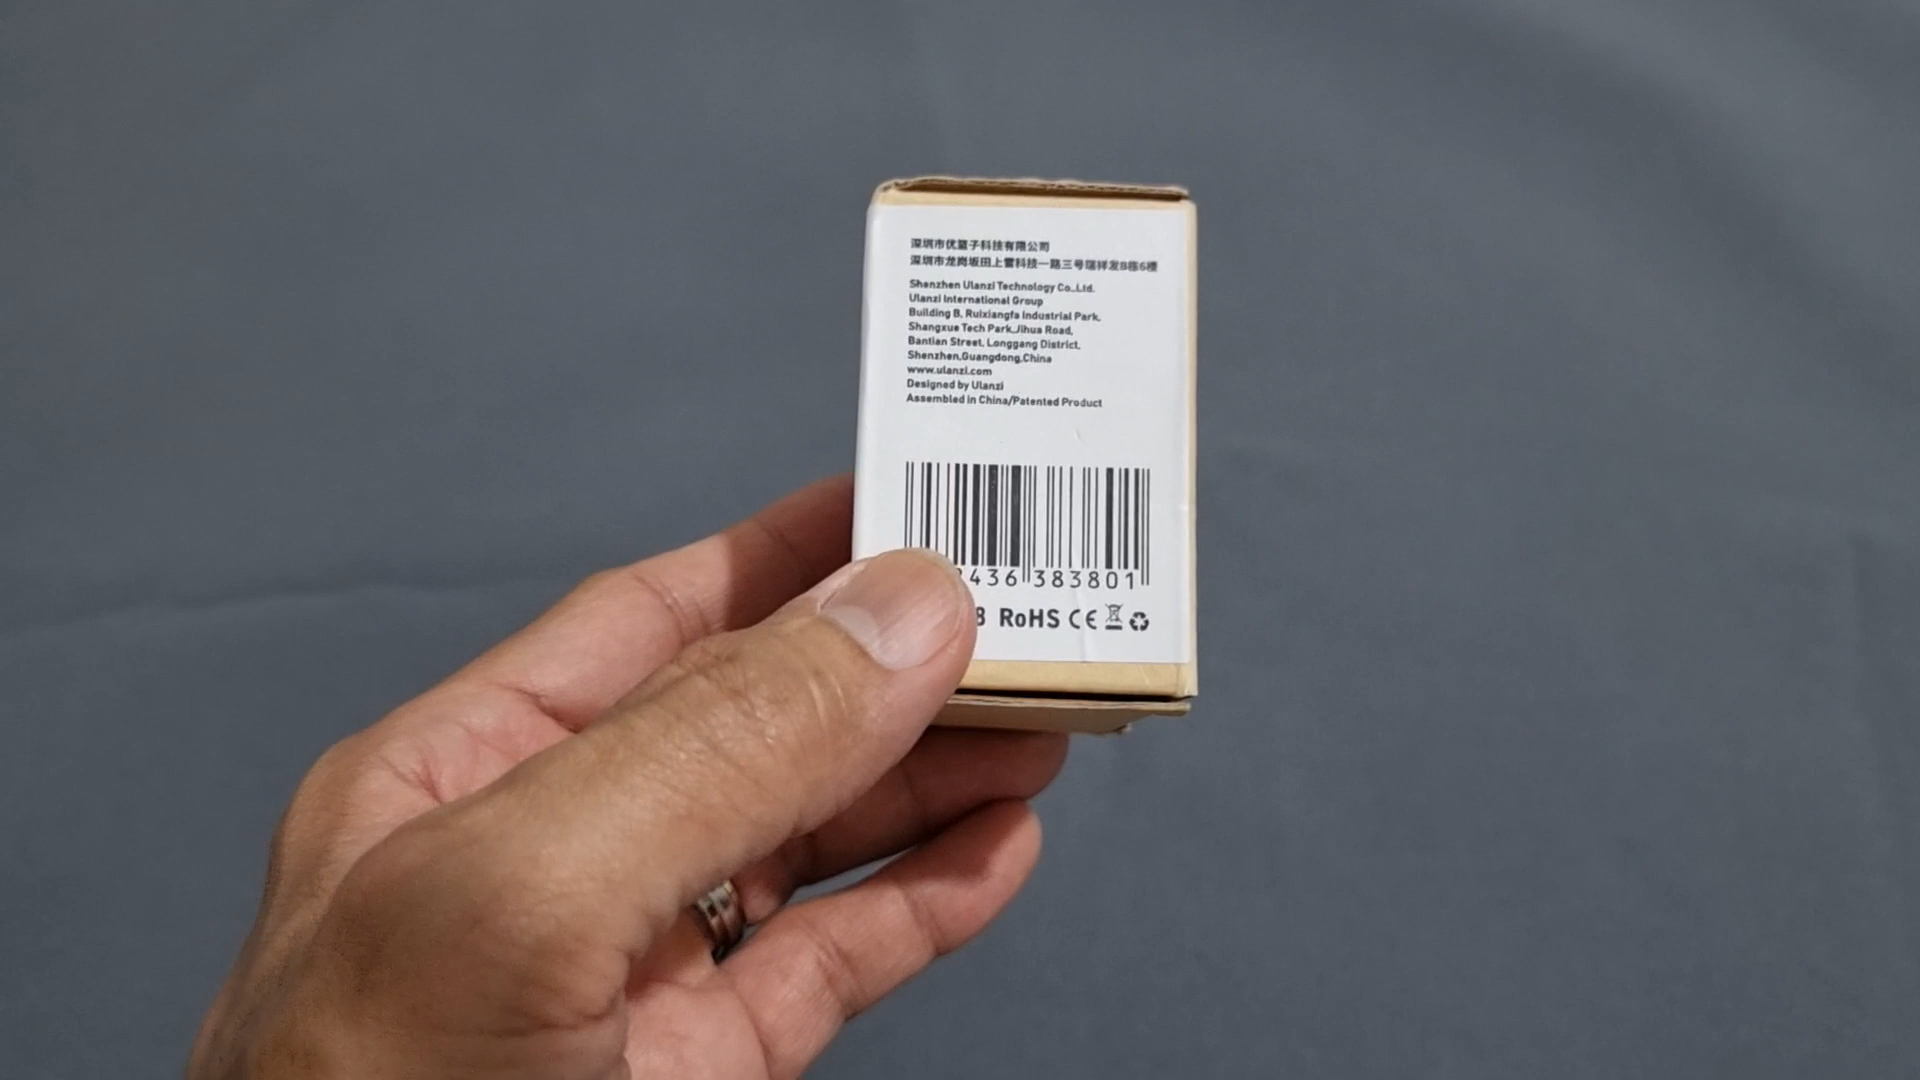 深圳市优篮子科技有限公司
深圳市龙岗坂田上雪科技一路三号瑞祥发B栋6楼
Shenzhen Ulanzi Technology Co.,Ltd.
Ulanzi International Group
Building B, Ruixiangfa Industrial Park,
Shangxue Tech Park,Jihua Road,
Bantian Street, Longgang District,
Shenzhen,Guangdong,China
www.ulanzi.com
Designed by Ulanzi
Assembled in China/Patented Product
436 383801
RoHS CE